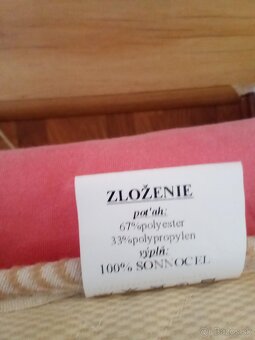 ZLOŽENIE
poťah:
67%polyester
33%polypropylen
výplň:
100% SONNOCEL